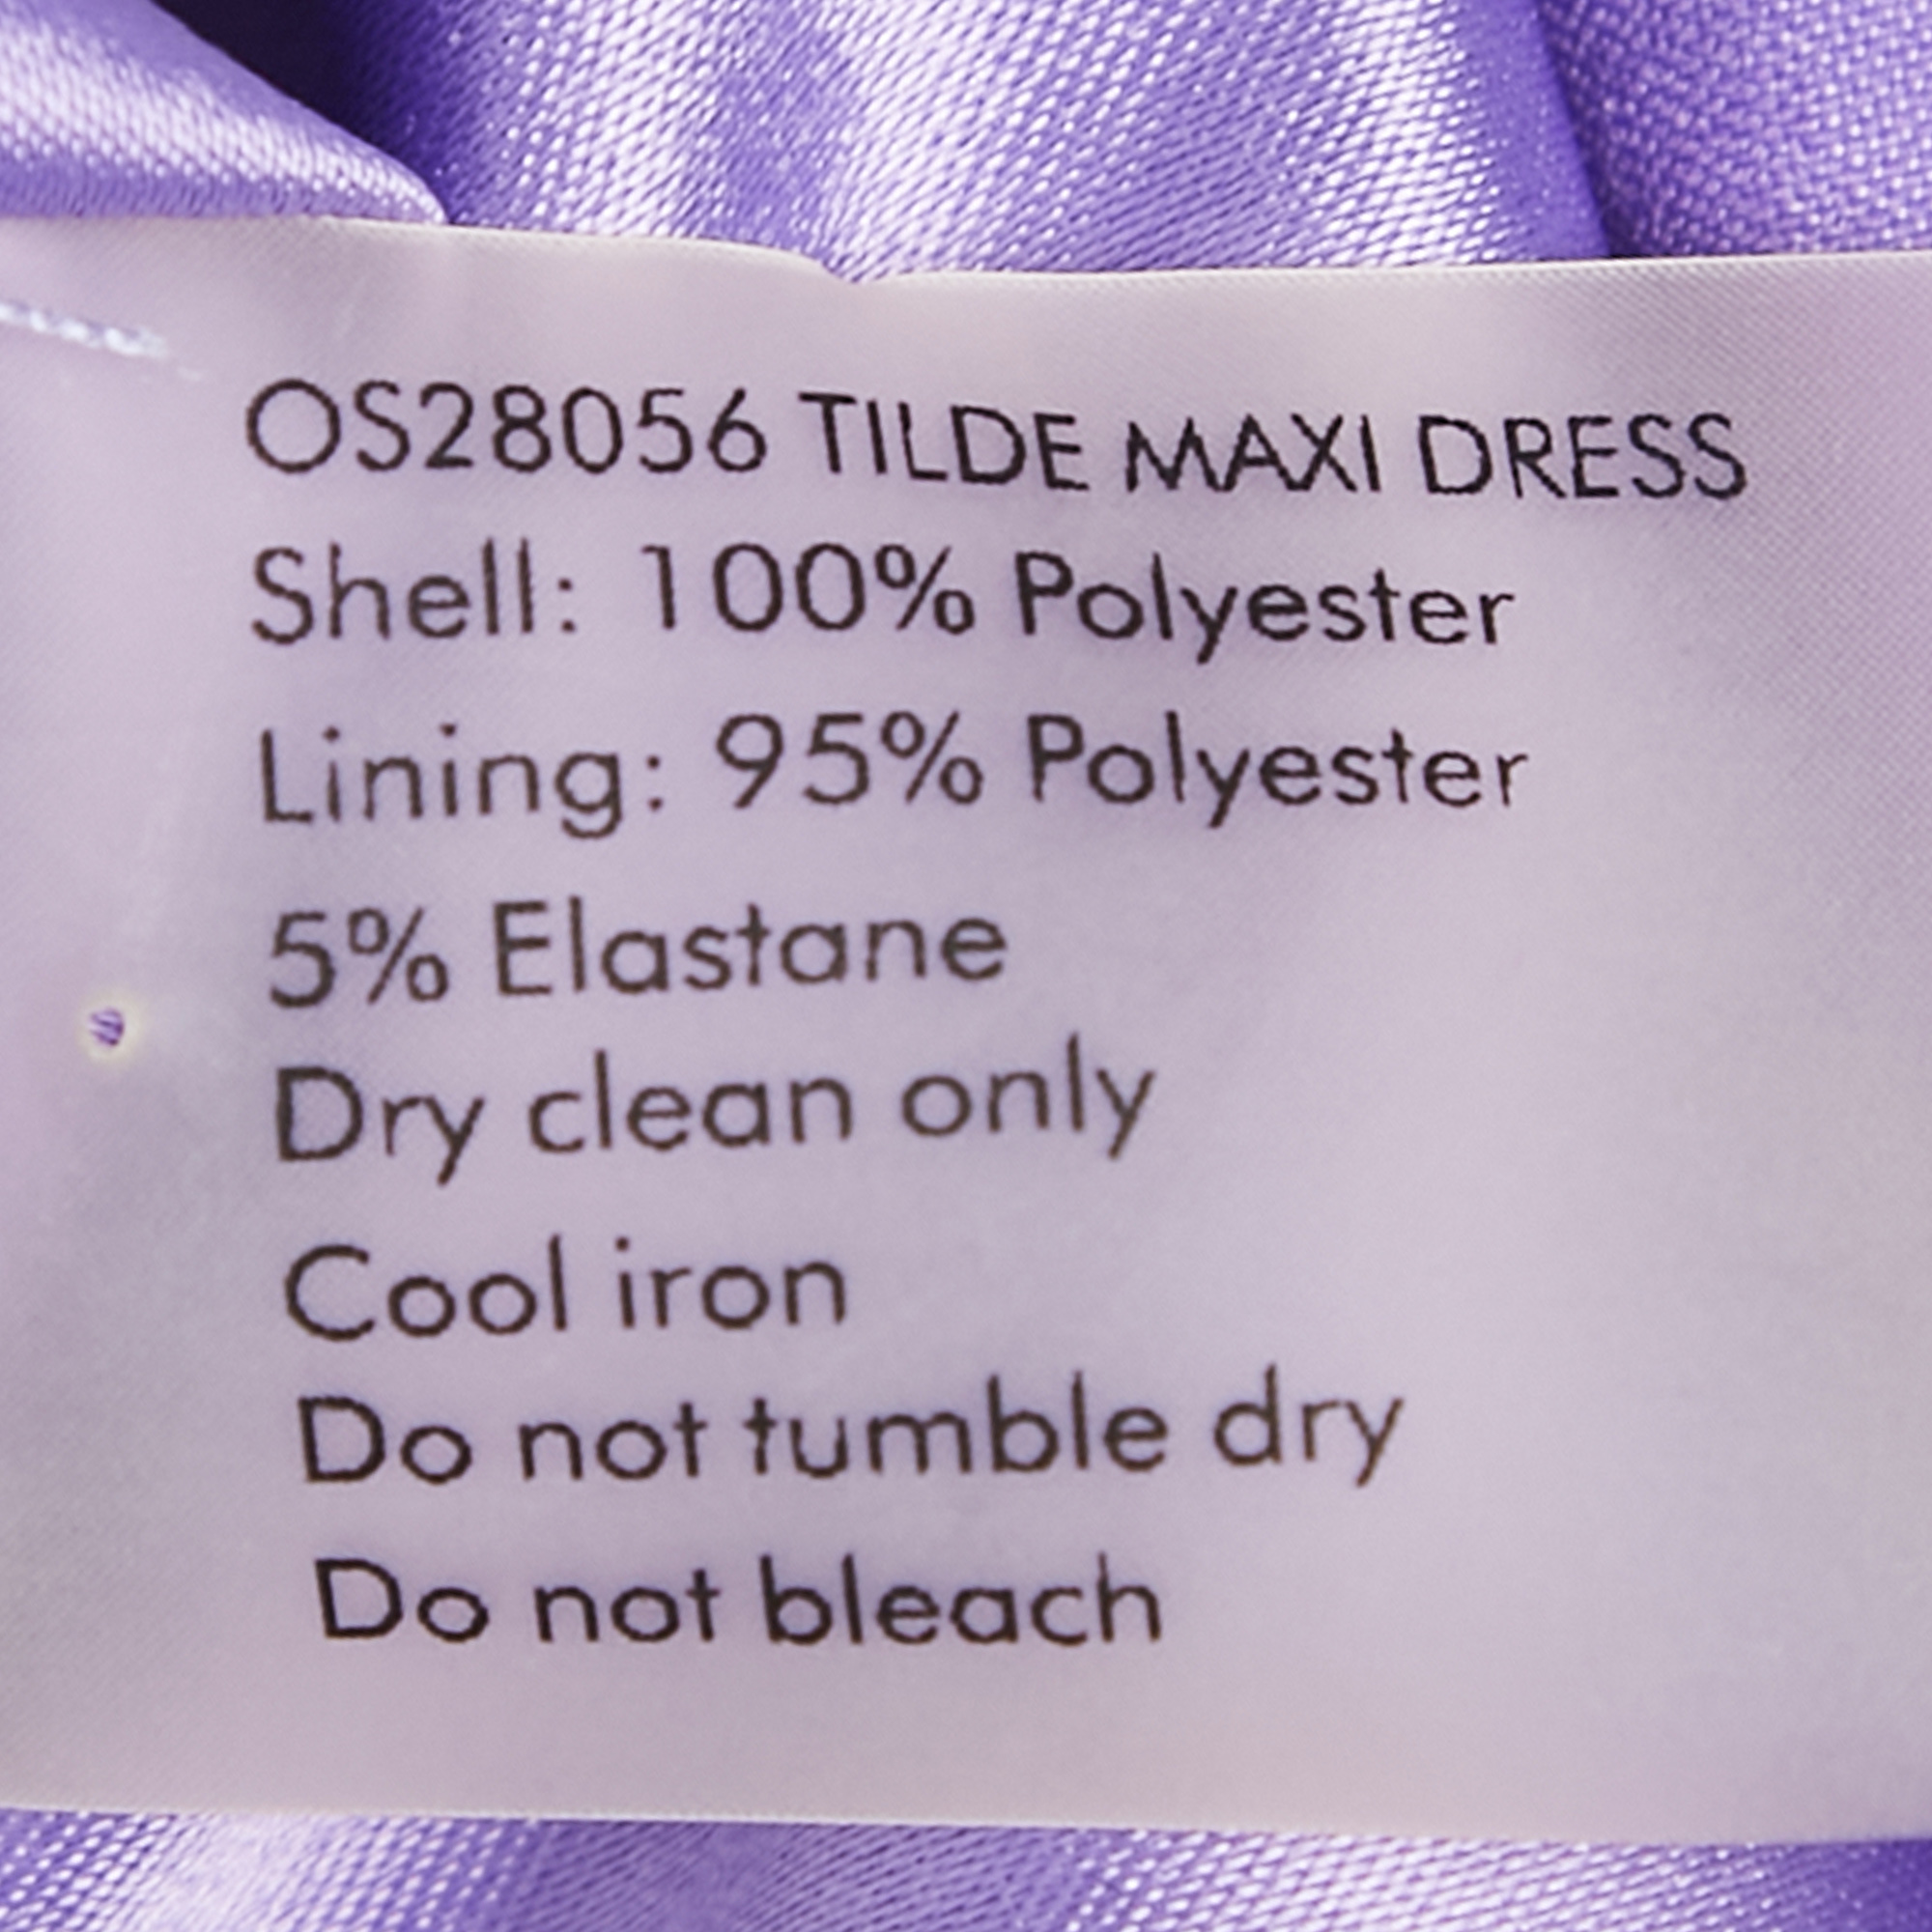 OS28056 TILDE MAXI DRESS
Shell: 100% Polyester
Lining: 95% Polyester
5% Elastane
Dry clean only
Cool iron
Do not tumble dry
Do not bleach